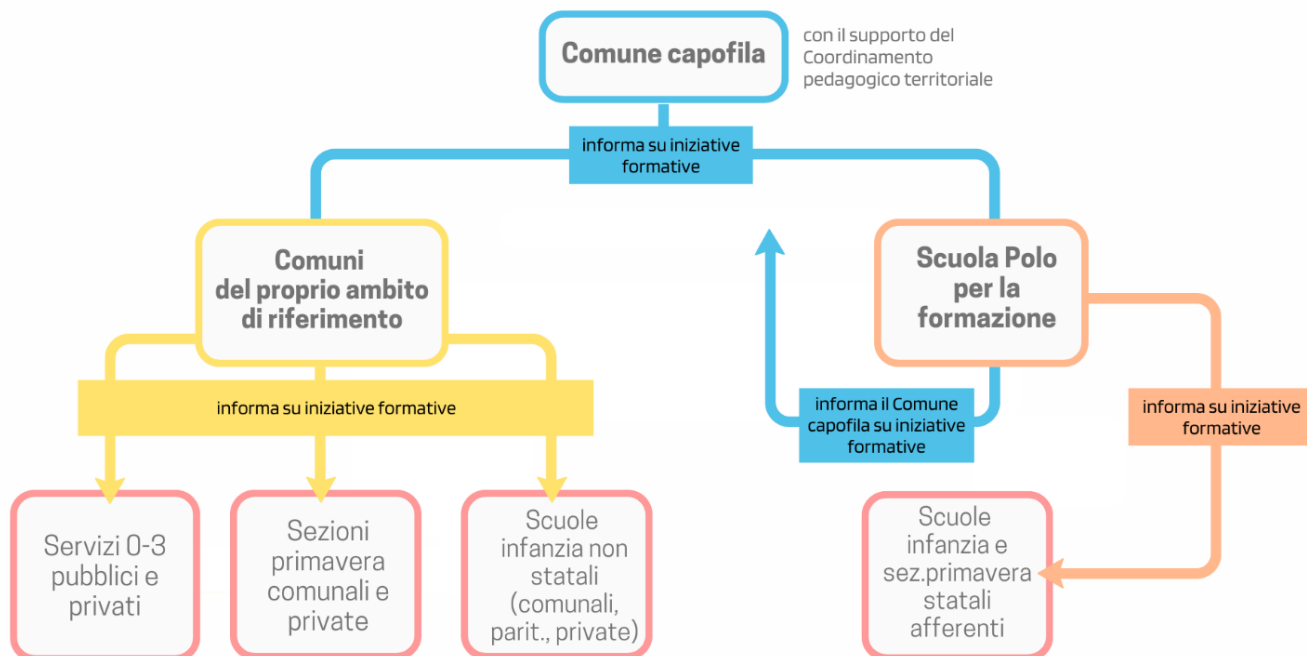 Comune capofila
con il supporto del
Coordinamento
pedagogico territoriale
informa su iniziative
formative
Comuni
del proprio ambito
di riferimento
Scuola Polo
per la
formazione
informa su iniziative formative
informa il Comune
capofila su iniziative
formative
informa su iniziative
formative
Servizi 0-3
pubblici e
privati
Sezioni
primavera
comunali e
private
Scuole
infanzia non
statali
(comunali,
parit., private)
Scuole
infanzia e
sez.primavera
statali
afferenti